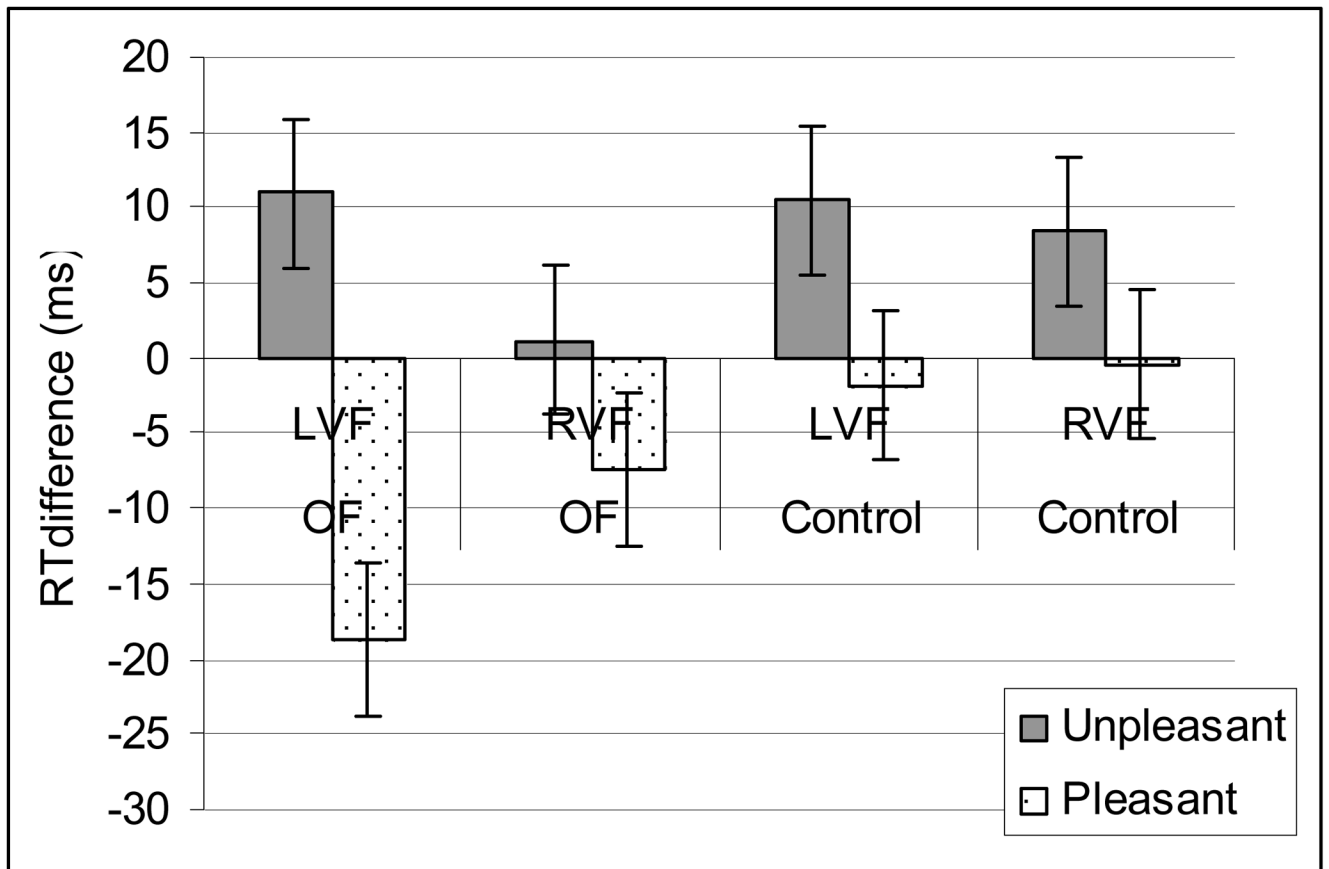 20
15
10
5
0
-5
-10
-15
-20
-25
-30
RTdifference (ms)
LVF RVF LVF RVF
OF OF Control Control
Unpleasant
Pleasant